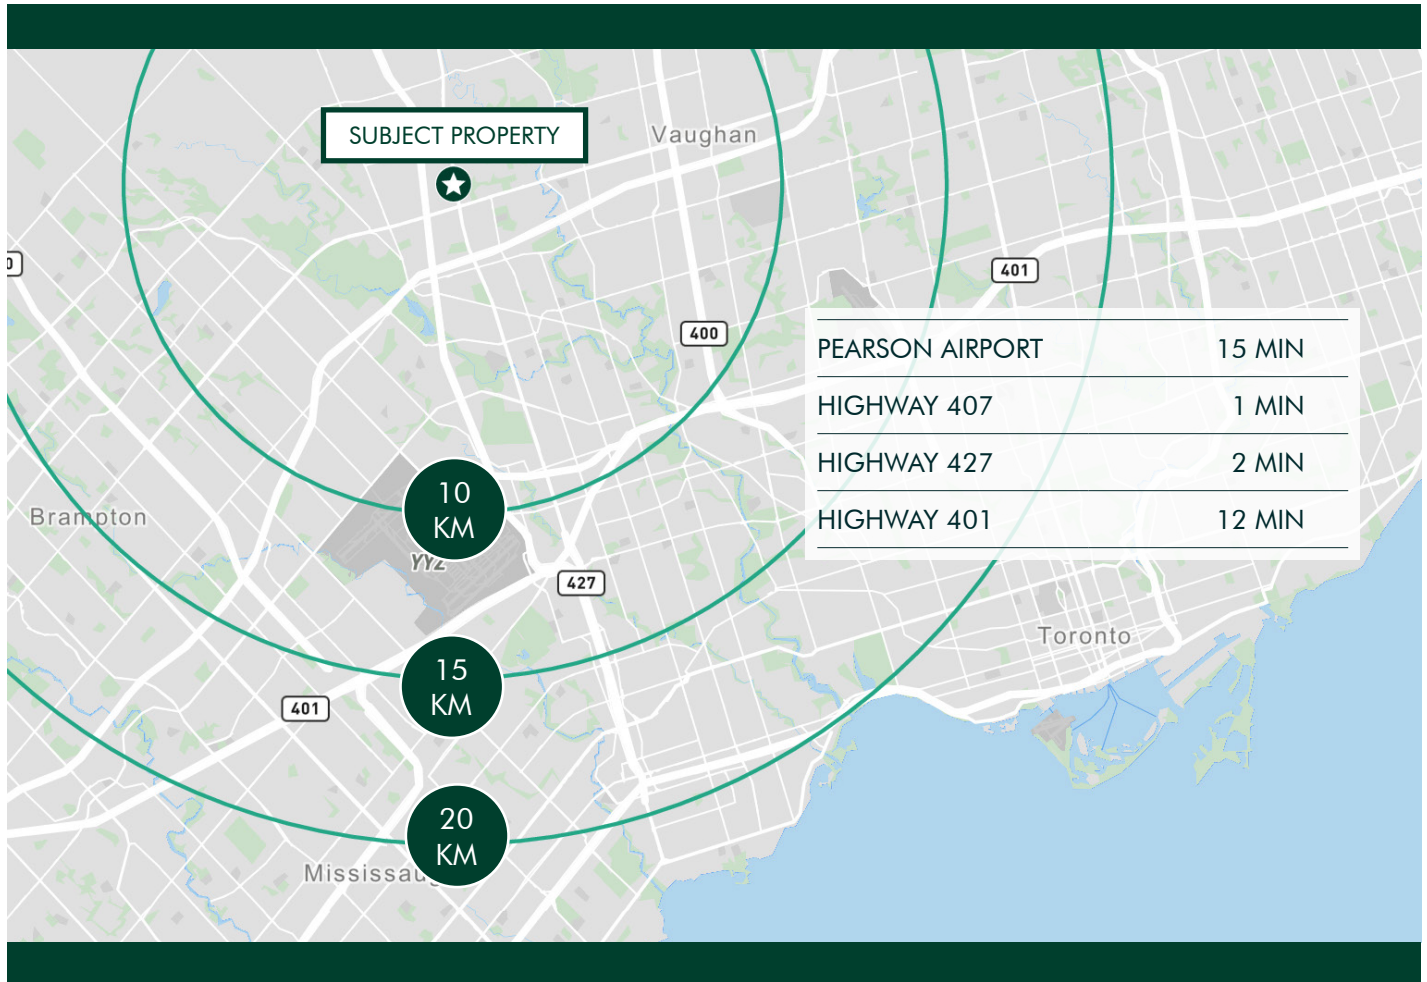 SUBJECT PROPERTY
Vaughan
401
400
PEARSON AIRPORT 15 MIN
HIGHWAY 407 1 MIN
HIGHWAY 427 2 MIN
HIGHWAY 401 12 MIN
10
KM
Brampton
YYZ
427
Toronto
15
KM
401
20
KM